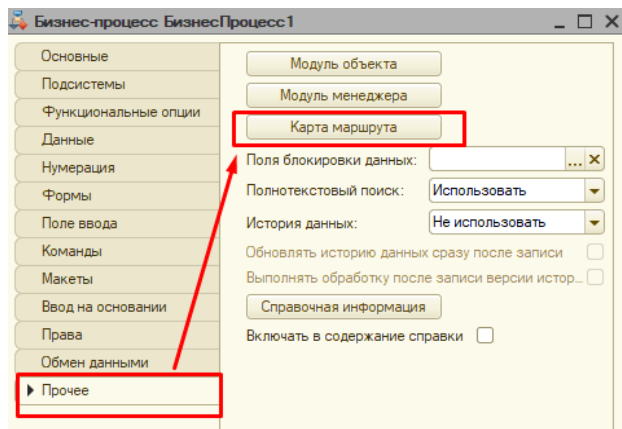 Бизнес-процесс БизнесПроцесс1
Основные
Подсистемы
Функциональные опции
Данные
Нумерация
Формы
Поле ввода
Команды
Макеты
Ввод на основании
Права
Обмен данными
Прочее
Модуль объекта
Модуль менеджера
Карта маршрута
Поля блокировки данных:
Полнотекстовый поиск: Использовать
История данных: Не использовать
Обновлять историю данных сразу после записи
Выполнять обработку после записи версии истор...
Справочная информация
Включать в содержание справки